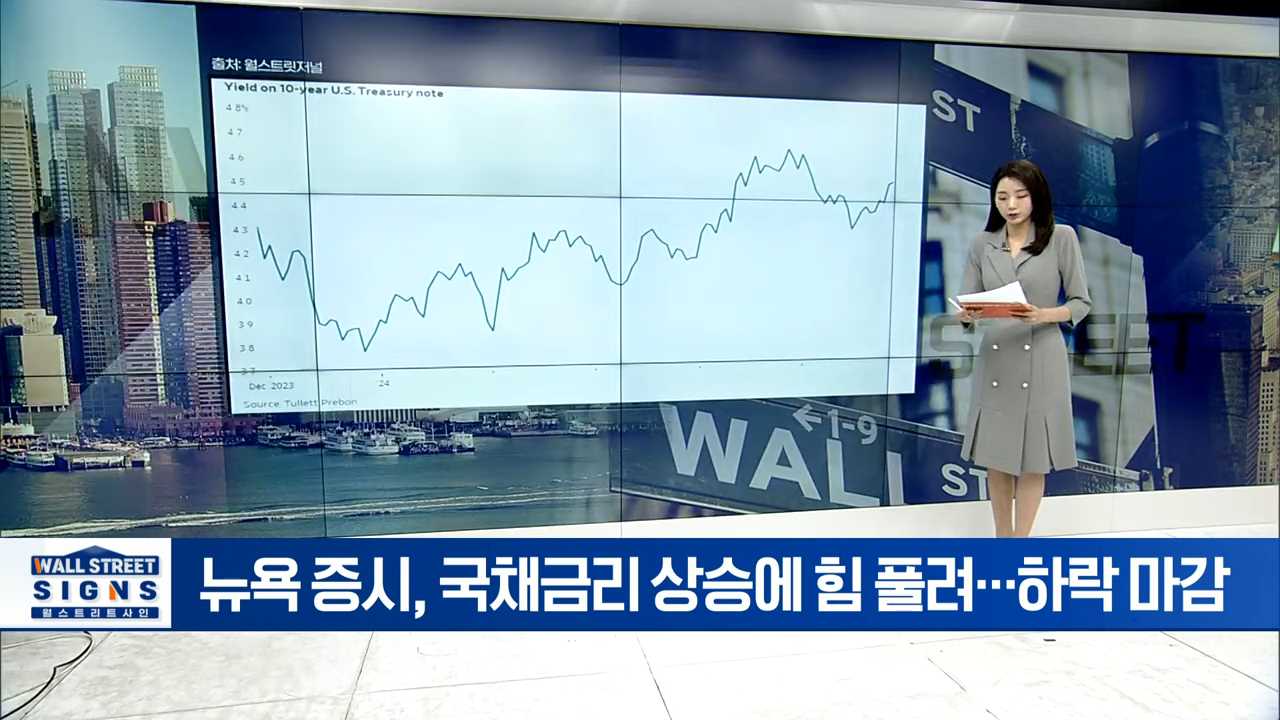 출처: 월스트릿저널
Yield on 10-year U.S. Treasury note
4.8%
4.7
4.6
4.5
4.4
4.3
4.2
4.1
4.0
3.9
3.8
3.7
Dec. 2023
'24
Source: Tullett Prebon
ST
STREET
←1-9
WALL ST
WALL STREET
SIGNS
월스트리트사인
뉴욕 증시, 국채금리 상승에 힘 풀려…하락 마감